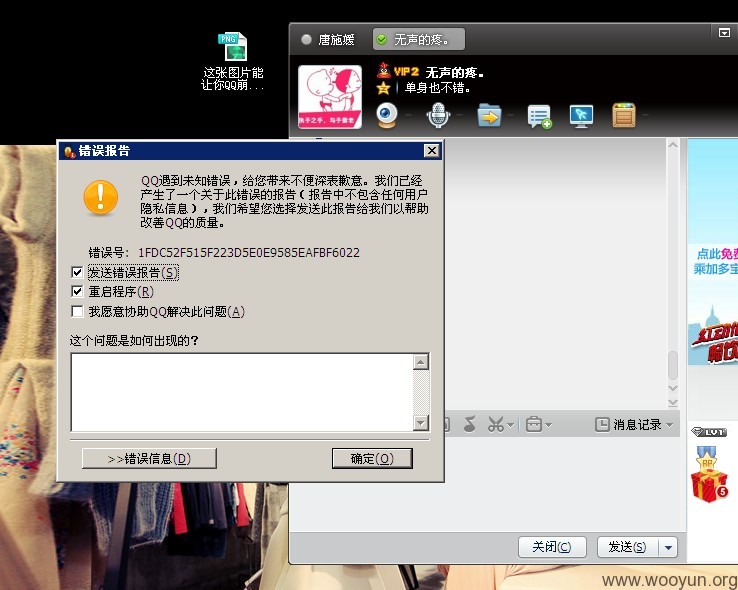 PNG
这张图片能
让你QQ崩...
唐施媛
无声的疼。
VIP2 无声的疼。
单身也不错。
错误报告
QQ遇到未知错误，给您带来不便深表歉意。我们已经
产生了一个关于此错误的报告（报告中不包含任何用户
隐私信息），我们希望您选择发送此报告给我们以帮助
改善QQ的质量。
错误号： 1FDC52F515F223D5E0E9585EAFBF6022
发送错误报告(S)
重启程序(R)
我愿意协助QQ解决此问题(A)
这个问题是如何出现的？
>>错误信息(D)
确定(O)
点此免费
乘加多宝
消息记录
LV1
RP
5
关闭(C)
发送(S)
www.wooyun.org